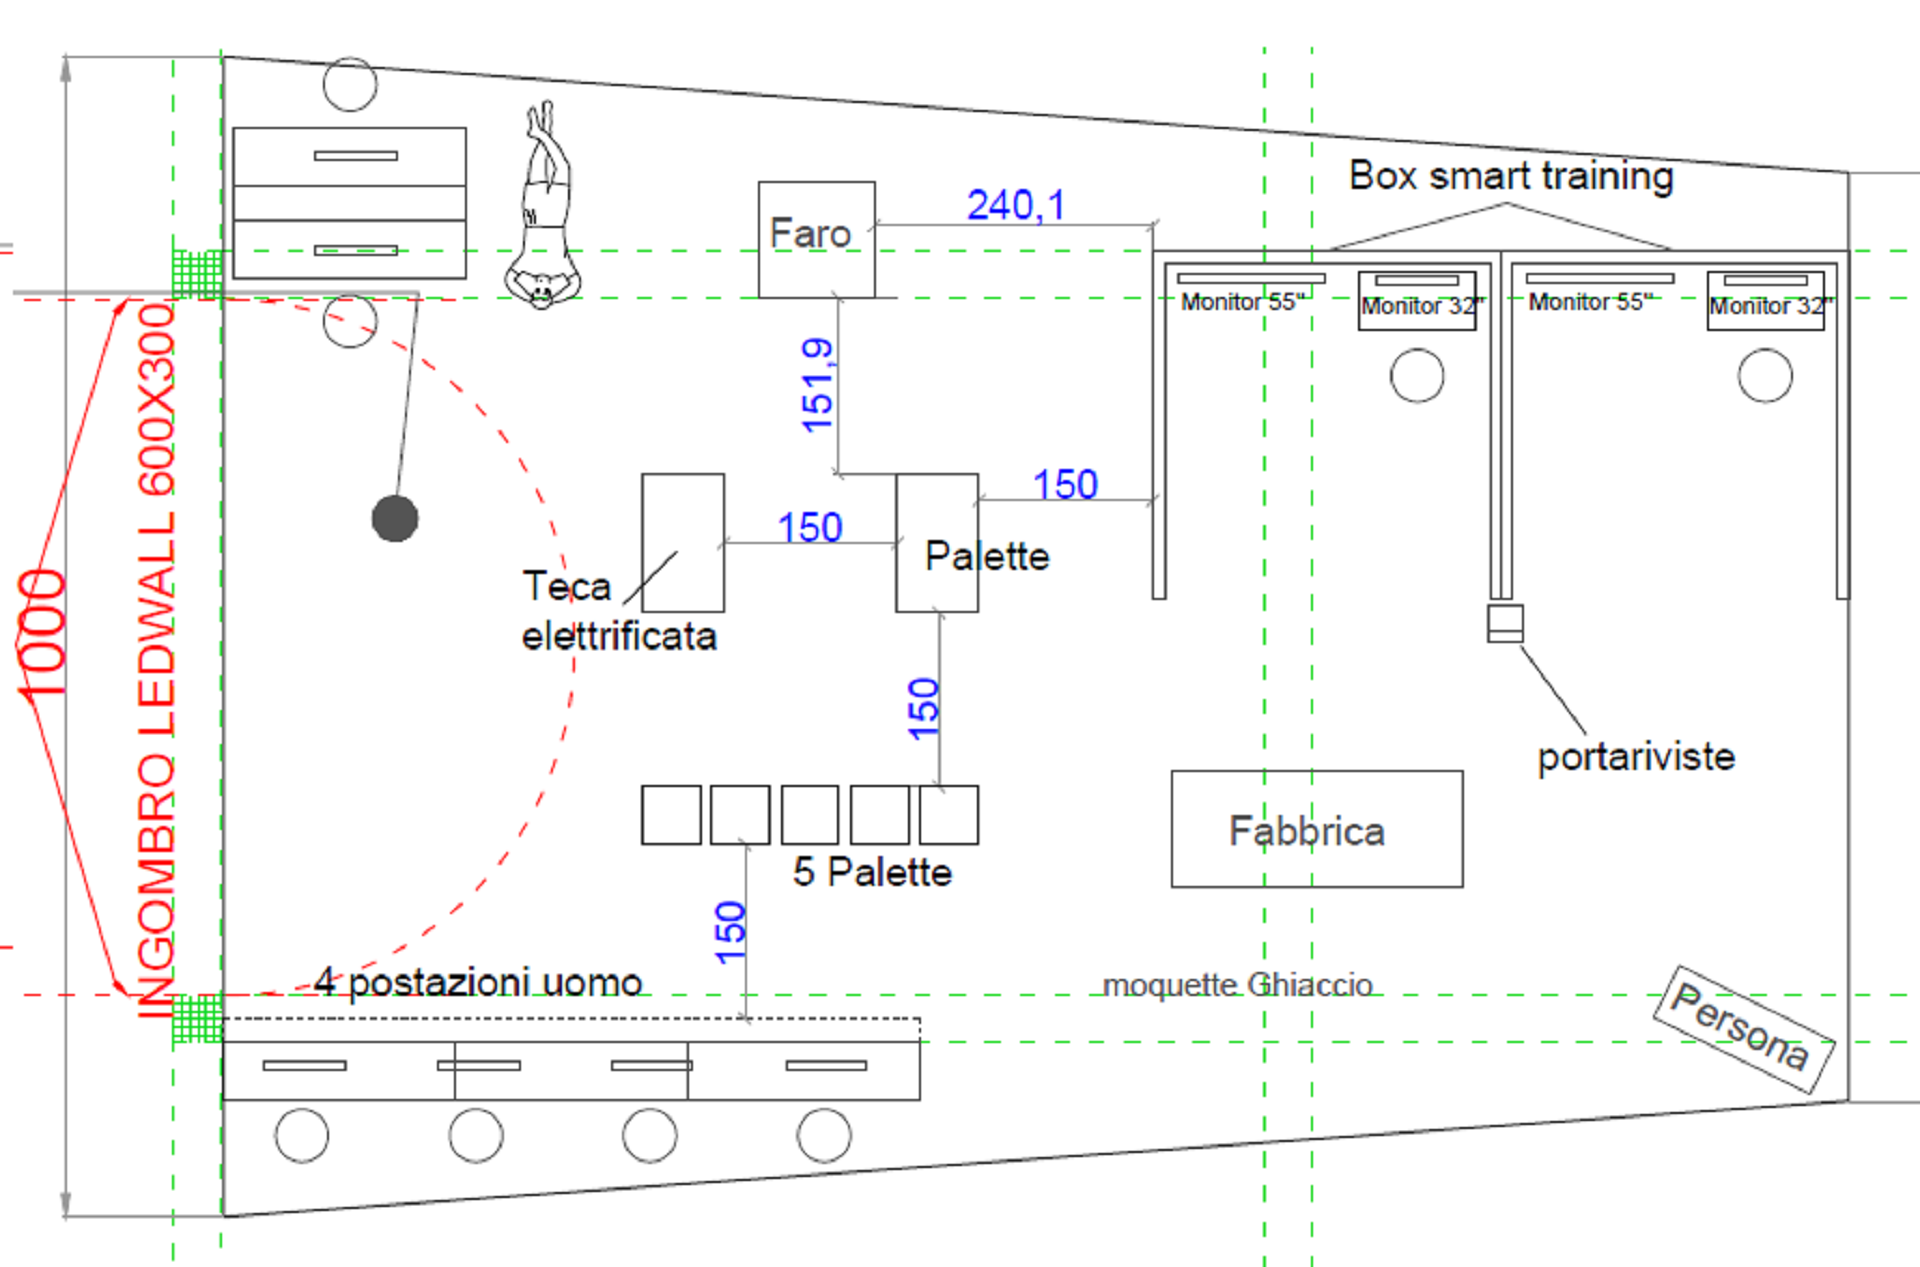 Box smart training
240,1
Faro
Monitor 55"
Monitor 32"
Monitor 55"
Monitor 32"
151,9
150
150
Palette
Teca
elettrificata
1000
INGOMBRO LEDWALL 600X300
150
portariviste
Fabbrica
5 Palette
150
4 postazioni uomo
moquette Ghiaccio
Persona